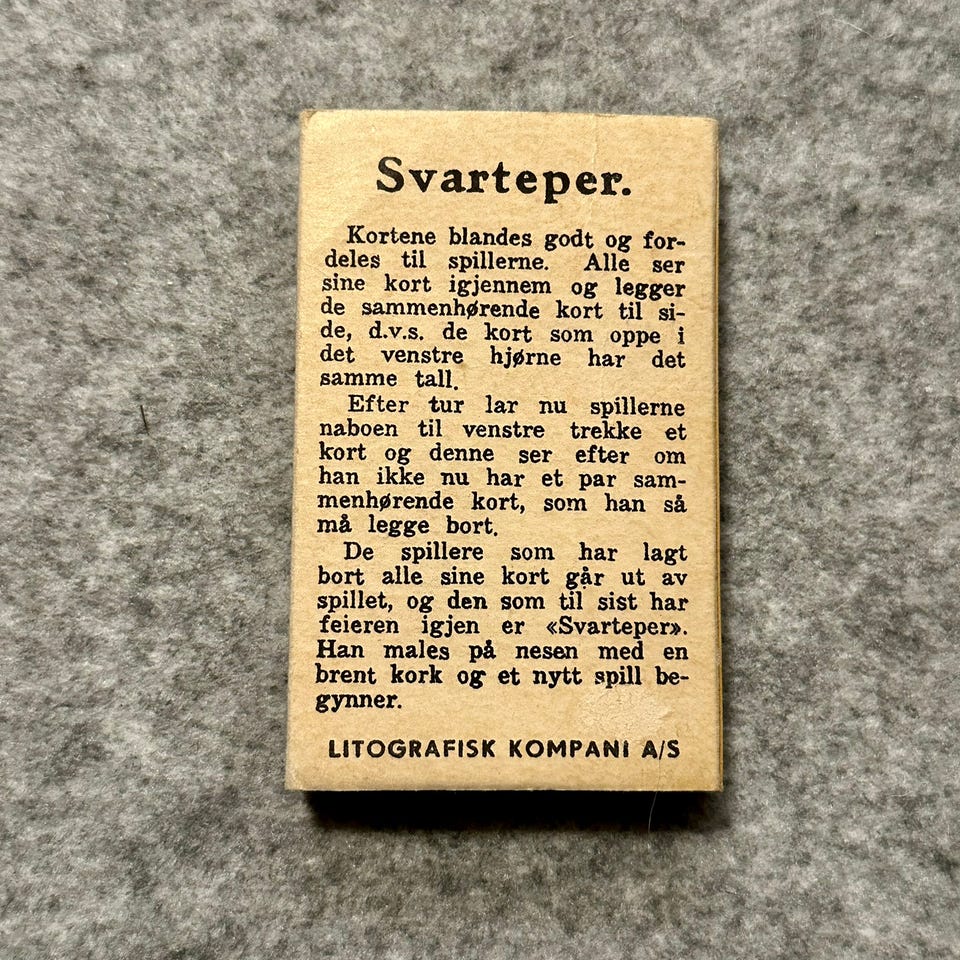 Svarteper.
Kortene blandes godt og for-
deles til spillerne. Alle ser
sine kort igjennem og legger
de sammenhørende kort til si-
de, d.v.s. de kort som oppe i
det venstre hjørne har det
samme tall.
Efter tur lar nu spillerne
naboen til venstre trekke et
kort og denne ser efter om
han ikke nu har et par sam-
menhørende kort, som han så
må legge bort.
De spillere som har lagt
bort alle sine kort går ut av
spillet, og den som til sist har
feieren igjen er «Svarteper».
Han males på nesen med en
brent kork og et nytt spill be-
gynner.
LITOGRAFISK KOMPANI A/S